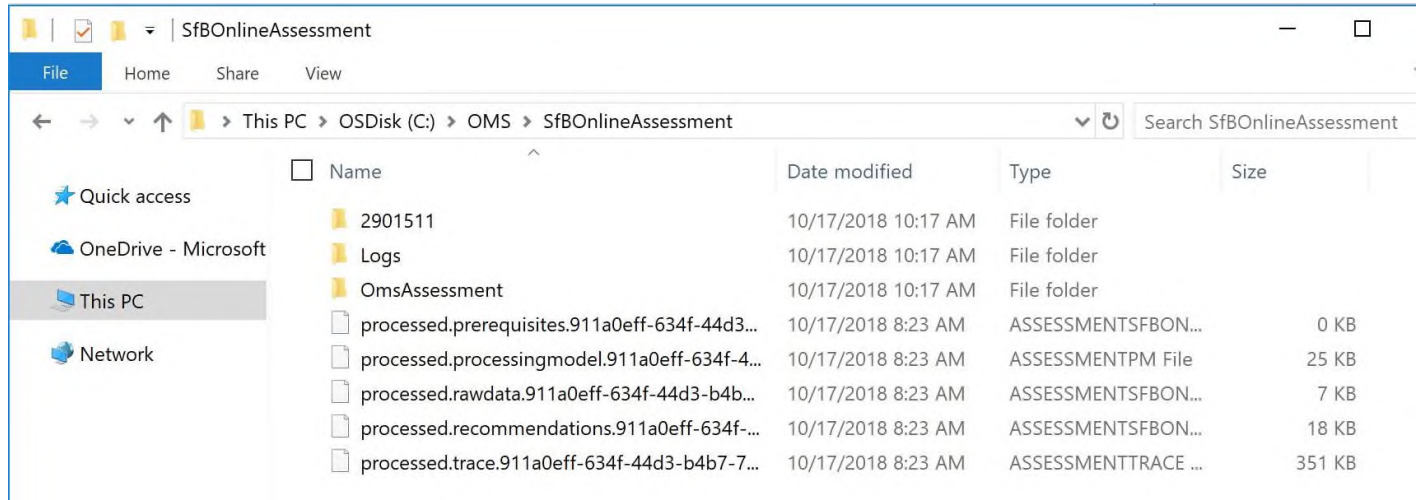 SfBOnlineAssessment
File Home Share View
This PC > OSDisk (C:) > OMS > SfBOnlineAssessment Search SfBOnlineAssessment
Name Date modified Type Size
Quick access
OneDrive - Microsoft
This PC
Network
2901511 10/17/2018 10:17 AM File folder
Logs 10/17/2018 10:17 AM File folder
OmsAssessment 10/17/2018 10:17 AM File folder
processed.prerequisites.911a0eff-634f-44d3... 10/17/2018 8:23 AM ASSESSMENTSFBON... 0 KB
processed.processingmodel.911a0eff-634f-4... 10/17/2018 8:23 AM ASSESSMENTPM File 25 KB
processed.rawdata.911a0eff-634f-44d3-b4b... 10/17/2018 8:23 AM ASSESSMENTSFBON... 7 KB
processed.recommendations.911a0eff-634f-... 10/17/2018 8:23 AM ASSESSMENTSFBON... 18 KB
processed.trace.911a0eff-634f-44d3-b4b7-7... 10/17/2018 8:23 AM ASSESSMENTTRACE ... 351 KB